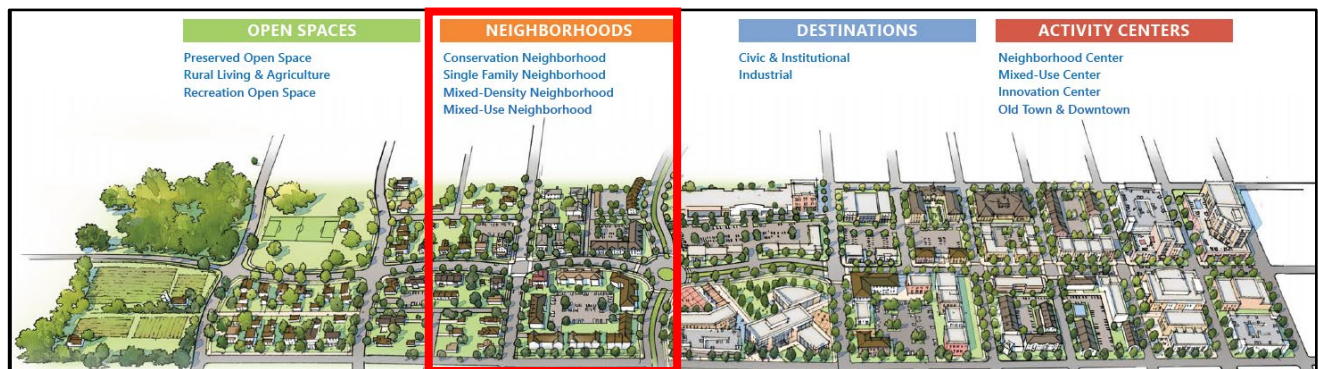 OPEN SPACES
Preserved Open Space
Rural Living & Agriculture
Recreation Open Space
NEIGHBORHOODS
Conservation Neighborhood
Single Family Neighborhood
Mixed-Density Neighborhood
Mixed-Use Neighborhood
DESTINATIONS
Civic & Institutional
Industrial
ACTIVITY CENTERS
Neighborhood Center
Mixed-Use Center
Innovation Center
Old Town & Downtown